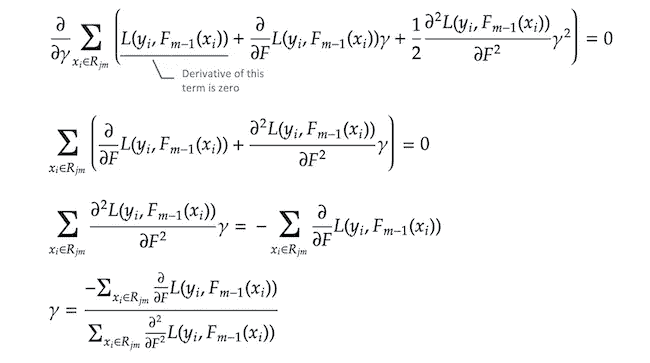 ∂/∂γ ∑_{x_i∈R_{jm}} (L(y_i, F_{m−1}(x_i)) + ∂/∂F L(y_i, F_{m−1}(x_i))γ + 1/2 ∂²L(y_i, F_{m−1}(x_i))/∂F² γ²) = 0
Derivative of this
term is zero
∑_{x_i∈R_{jm}} (∂/∂F L(y_i, F_{m−1}(x_i)) + ∂²L(y_i, F_{m−1}(x_i))/∂F² γ) = 0
∑_{x_i∈R_{jm}} ∂²L(y_i, F_{m−1}(x_i))/∂F² γ = − ∑_{x_i∈R_{jm}} ∂/∂F L(y_i, F_{m−1}(x_i))
γ = −∑_{x_i∈R_{jm}} ∂/∂F L(y_i, F_{m−1}(x_i)) / ∑_{x_i∈R_{jm}} ∂²/∂F² L(y_i, F_{m−1}(x_i))